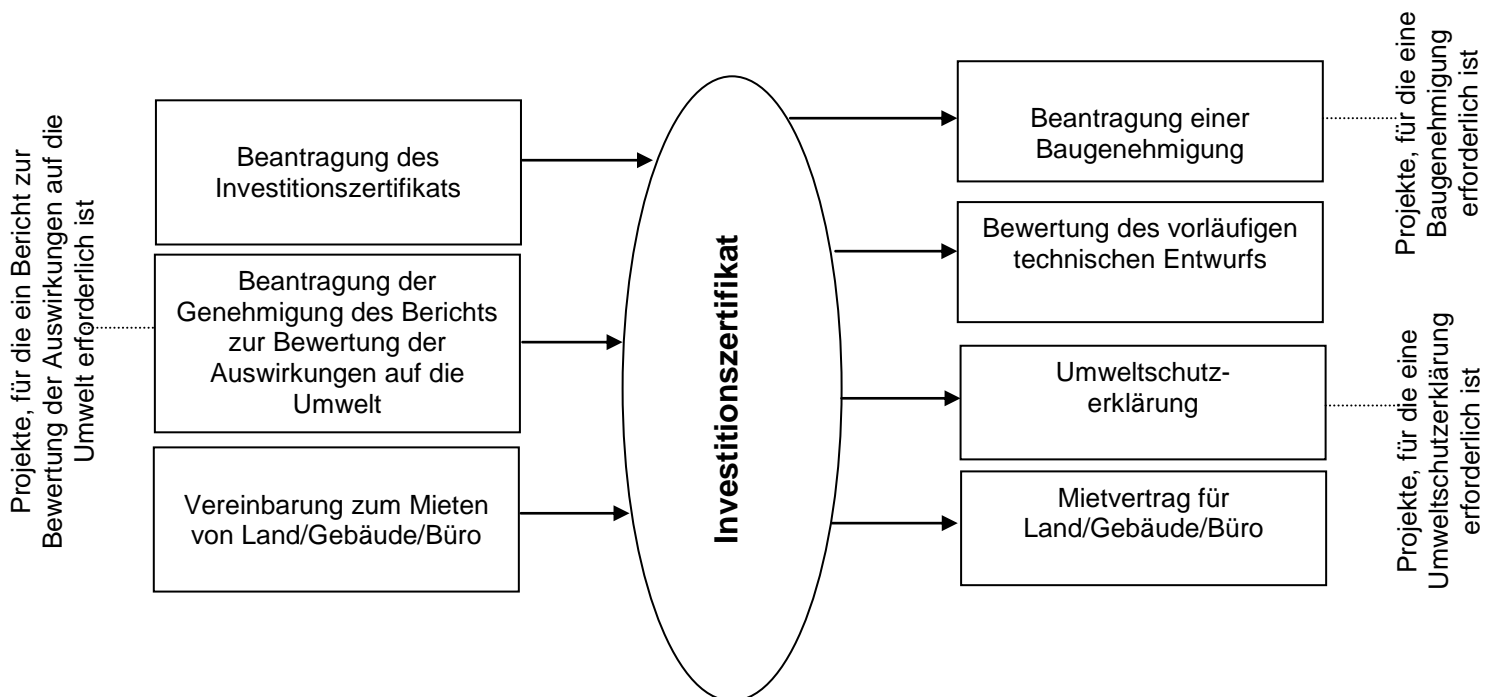 Projekte, für die ein Bericht zur
Bewertung der Auswirkungen auf die
Umwelt erforderlich ist
Beantragung des
Investitionszertifikats
Beantragung der
Genehmigung des Berichts
zur Bewertung der
Auswirkungen auf die
Umwelt
Vereinbarung zum Mieten
von Land/Gebäude/Büro
Investitionszertifikat
Beantragung einer
Baugenehmigung
Bewertung des vorläufigen
technischen Entwurfs
Umweltschutz-
erklärung
Mietvertrag für
Land/Gebäude/Büro
Projekte, für die eine
Baugenehmigung
erforderlich ist
Projekte, für die eine
Umweltschutzerklärung
erforderlich ist